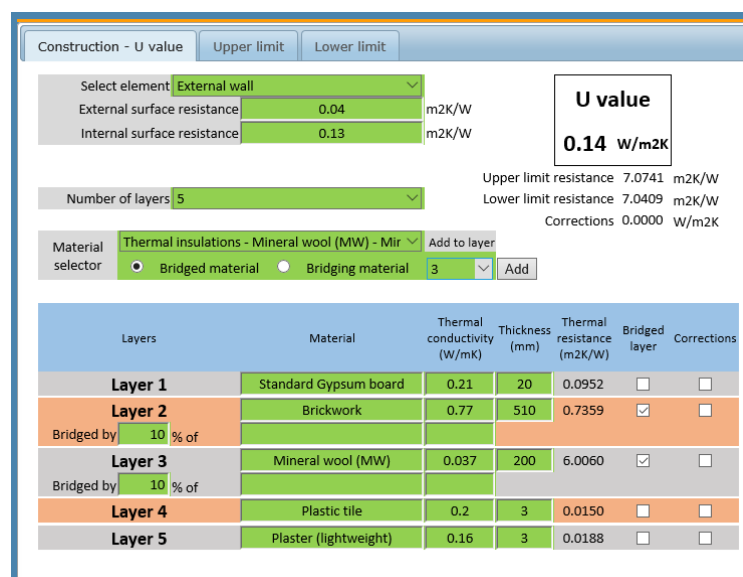 Construction - U value Upper limit Lower limit
Select element External wall
External surface resistance 0.04 m2K/W
Internal surface resistance 0.13 m2K/W
U value
0.14 W/m2K
Upper limit resistance 7.0741 m2K/W
Number of layers 5
Lower limit resistance 7.0409 m2K/W
Corrections 0.0000 W/m2K
Material selector
Thermal insulations - Mineral wool (MW) - Mir Add to layer
Bridged material Bridging material 3 Add
Layers Material Thermal conductivity (W/mK) Thickness (mm) Thermal resistance (m2K/W) Bridged layer Corrections
Layer 1 Standard Gypsum board 0.21 20 0.0952
Layer 2 Brickwork 0.77 510 0.7359
Bridged by 10 % of
Layer 3 Mineral wool (MW) 0.037 200 6.0060
Bridged by 10 % of
Layer 4 Plastic tile 0.2 3 0.0150
Layer 5 Plaster (lightweight) 0.16 3 0.0188